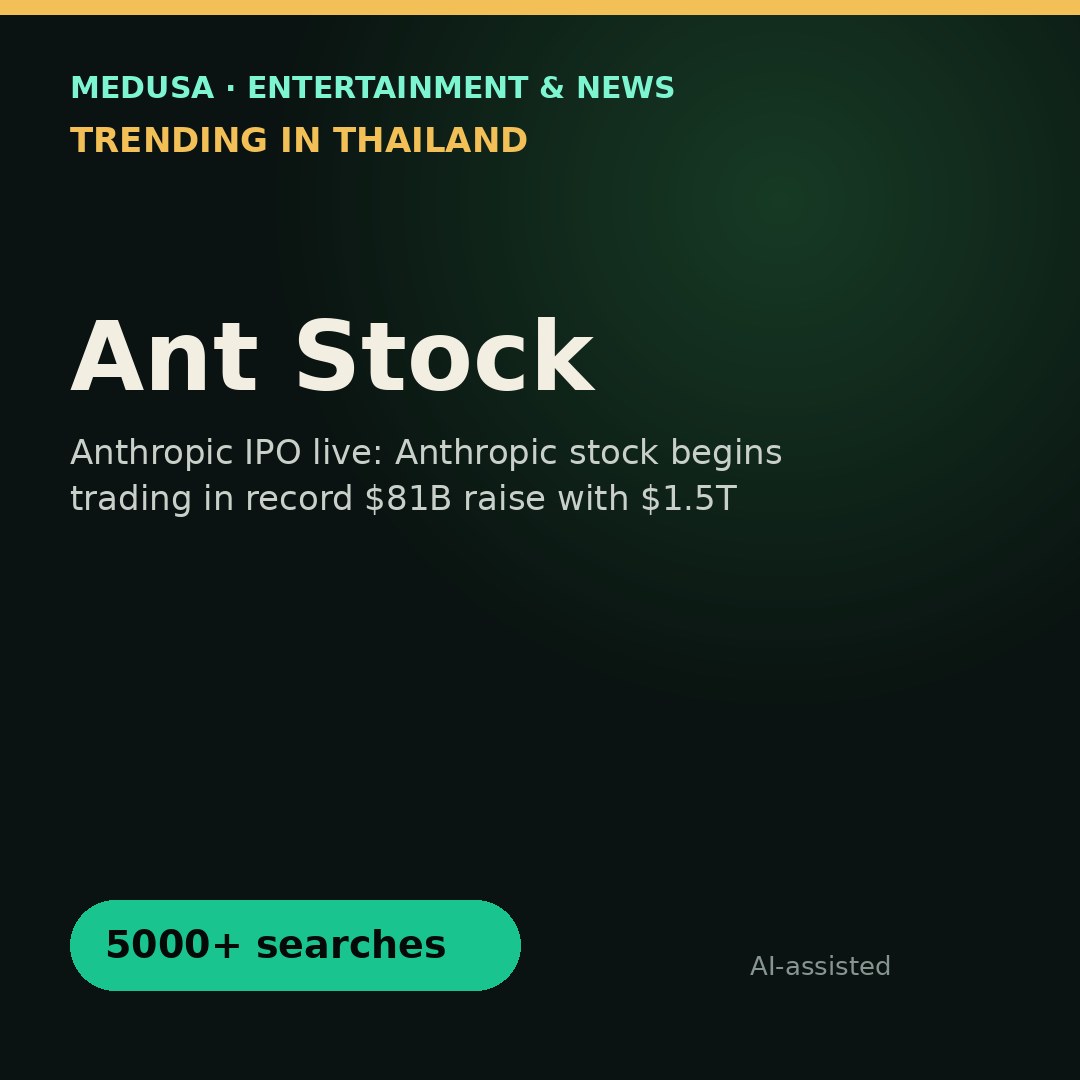 MEDUSA · ENTERTAINMENT & NEWS
TRENDING IN THAILAND
Ant Stock
Anthropic IPO live: Anthropic stock begins
trading in record $81B raise with $1.5T
5000+ searches
AI-assisted